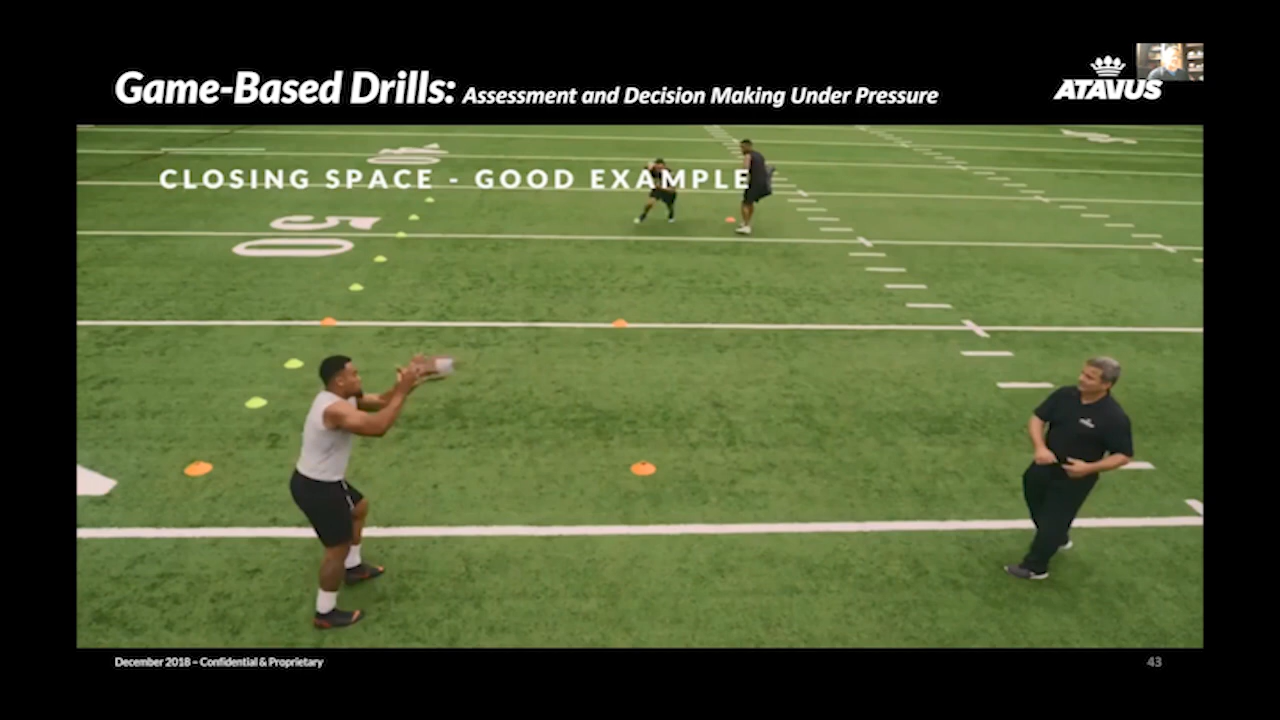 Game-Based Drills: Assessment and Decision Making Under Pressure
ATAVUS
CLOSING SPACE - GOOD EXAMPLE
50
December 2018 – Confidential & Proprietary
43